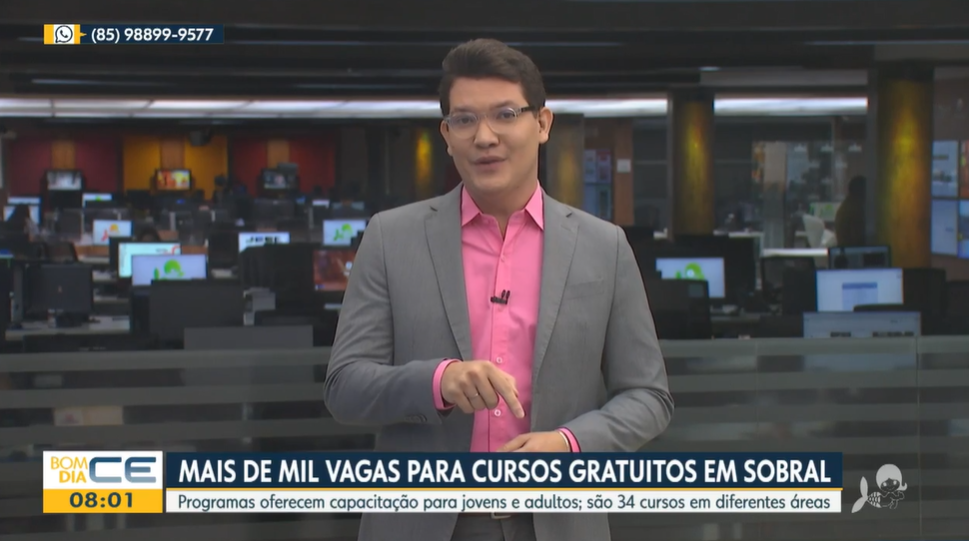 (85) 98899-9577
BOM
DIA
CE
08:01
MAIS DE MIL VAGAS PARA CURSOS GRATUITOS EM SOBRAL
Programas oferecem capacitação para jovens e adultos; são 34 cursos em diferentes áreas